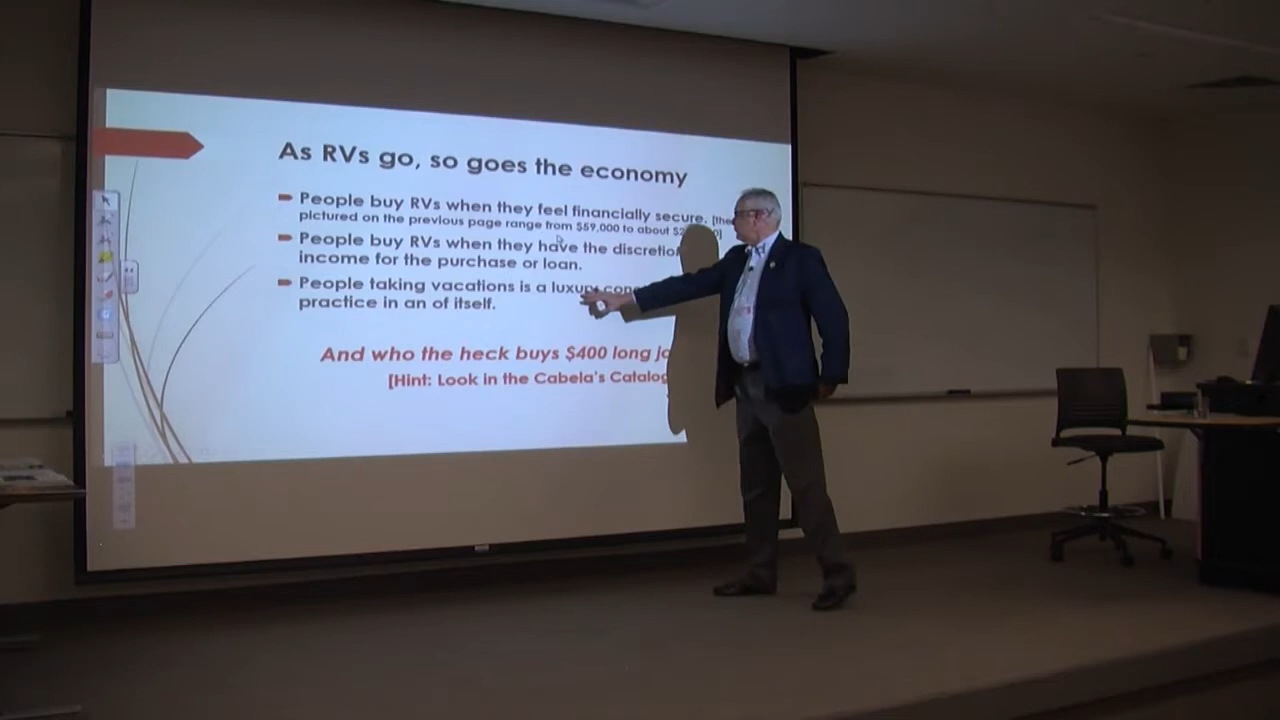 As RVs go, so goes the economy
People buy RVs when they feel financially secure. [the
pictured on the previous page range from $59,000 to about
People buy RVs when they have the
income for the purchase or loan.
People taking vacations is a luxury
practice in an of itself.
And who the heck buys $400 long
[Hint: Look in the Cabela's Catalog